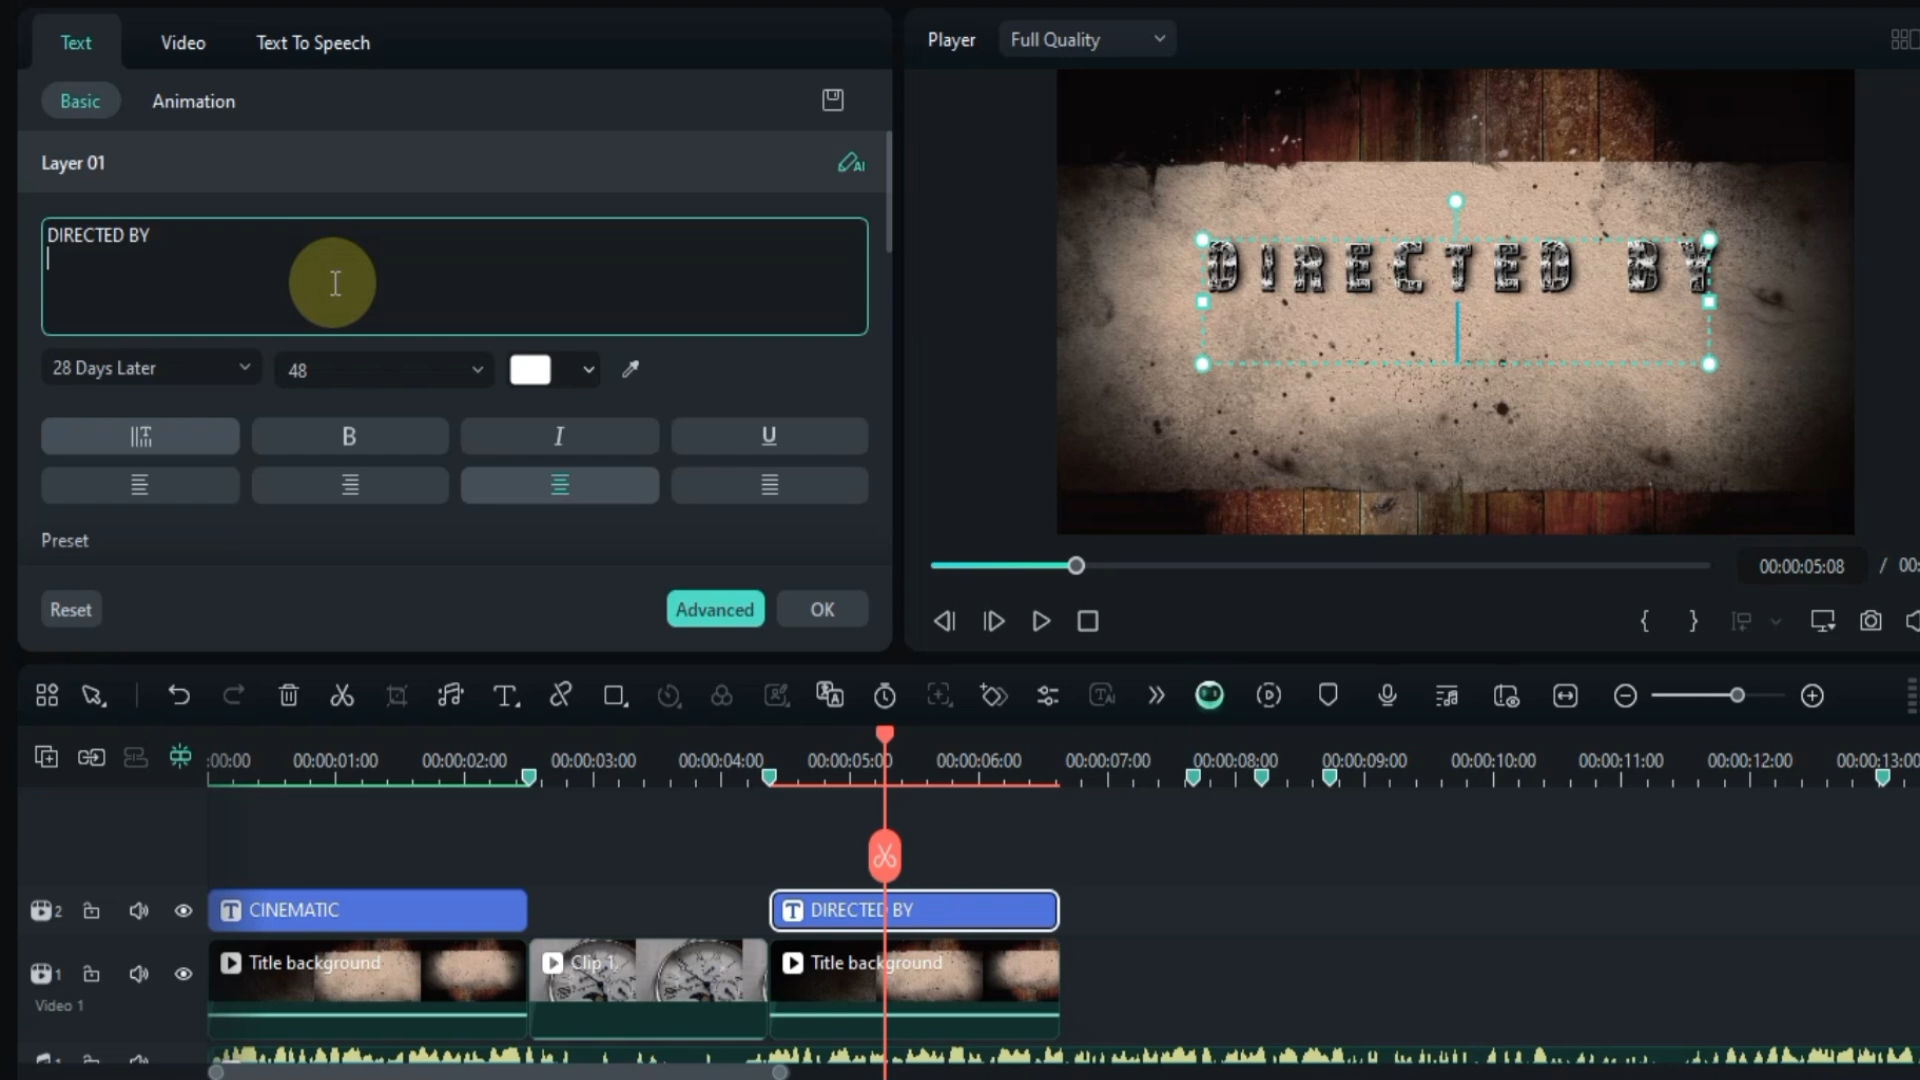 Text Video Text To Speech
Basic Animation
Layer 01
AI
DIRECTED BY
28 Days Later 48
B I U
Preset
Reset Advanced OK
Player Full Quality
DIRECTED BY
00:00:05:08 / 00:
:00:00 00:00:01:00 00:00:02:00 00:00:03:00 00:00:04:00 00:00:05:00 00:00:06:00 00:00:07:00 00:00:08:00 00:00:09:00 00:00:10:00 00:00:11:00 00:00:12:00 00:00:13:00
2 T CINEMATIC T DIRECTED BY
1 Title background Clip 1 Title background
Video 1
1